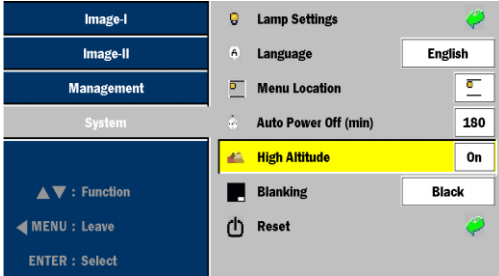 Image-I
Image-II
Management
System
▲▼ : Function
◀ MENU : Leave
ENTER : Select
Lamp Settings
A Language English
Menu Location
Auto Power Off (min) 180
High Altitude On
Blanking Black
Reset